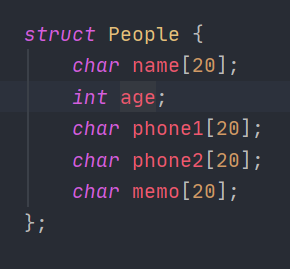 struct People {
    char name[20];
    int age;
    char phone1[20];
    char phone2[20];
    char memo[20];
};